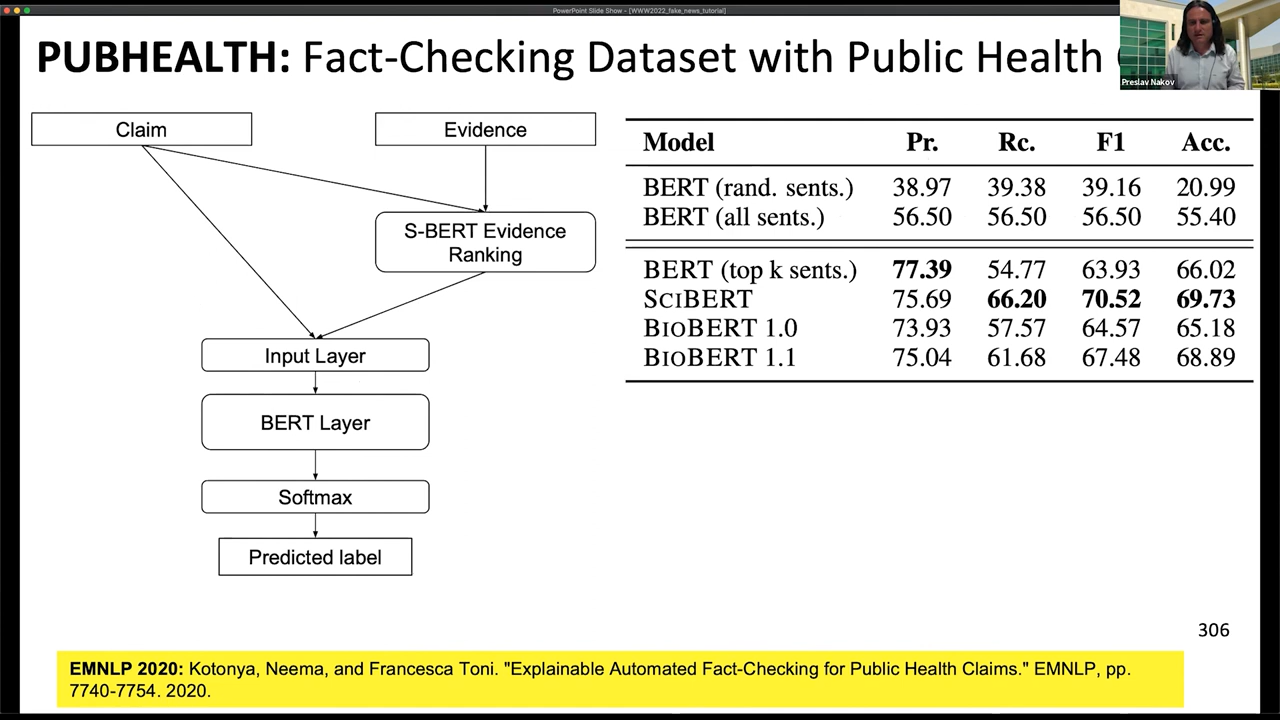 PowerPoint Slide Show - [WWW2022_fake_news_tutorial]
PUBHEALTH: Fact-Checking Dataset with Public Health
Preslav Nakov
Claim
Evidence
S-BERT Evidence
Ranking
Input Layer
BERT Layer
Softmax
Predicted label
Model Pr. Rc. F1 Acc.
BERT (rand. sents.) 38.97 39.38 39.16 20.99
BERT (all sents.) 56.50 56.50 56.50 55.40
BERT (top k sents.) 77.39 54.77 63.93 66.02
SCIBERT 75.69 66.20 70.52 69.73
BIOBERT 1.0 73.93 57.57 64.57 65.18
BIOBERT 1.1 75.04 61.68 67.48 68.89
306
EMNLP 2020: Kotonya, Neema, and Francesca Toni. "Explainable Automated Fact-Checking for Public Health Claims." EMNLP, pp.
7740-7754. 2020.